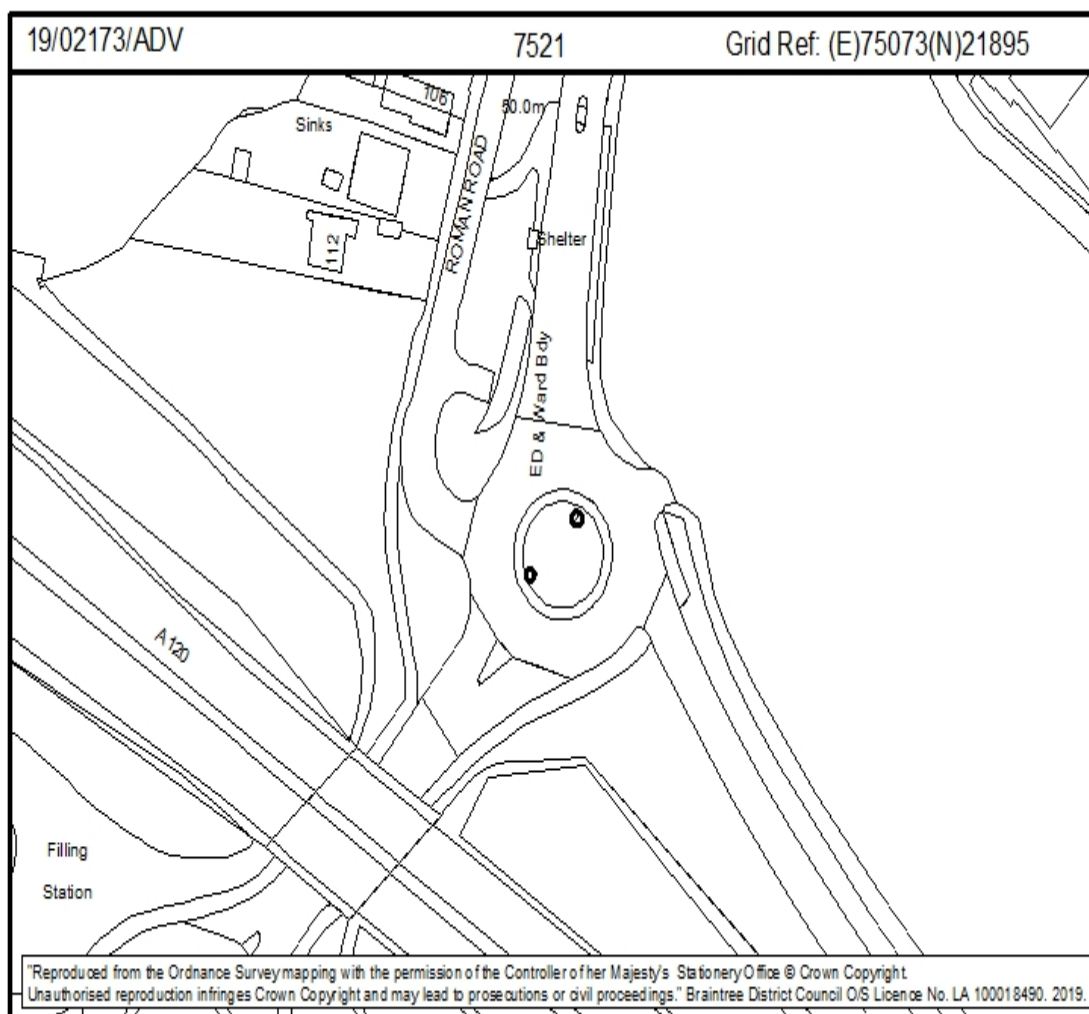 19/02173/ADV
7521
Grid Ref: (E)75073(N)21895
106
50.0m
Sinks
ROMAN ROAD
Shelter
112
ED & Ward Bdy
A 120
Filling
Station
"Reproduced from the Ordnance Survey mapping with the permission of the Controller of her Majesty's Stationery Office © Crown Copyright.
Unauthorised reproduction infringes Crown Copyright and may lead to prosecutions or civil proceedings." Braintree District Council O/S Licence No. LA 100018490. 2019.